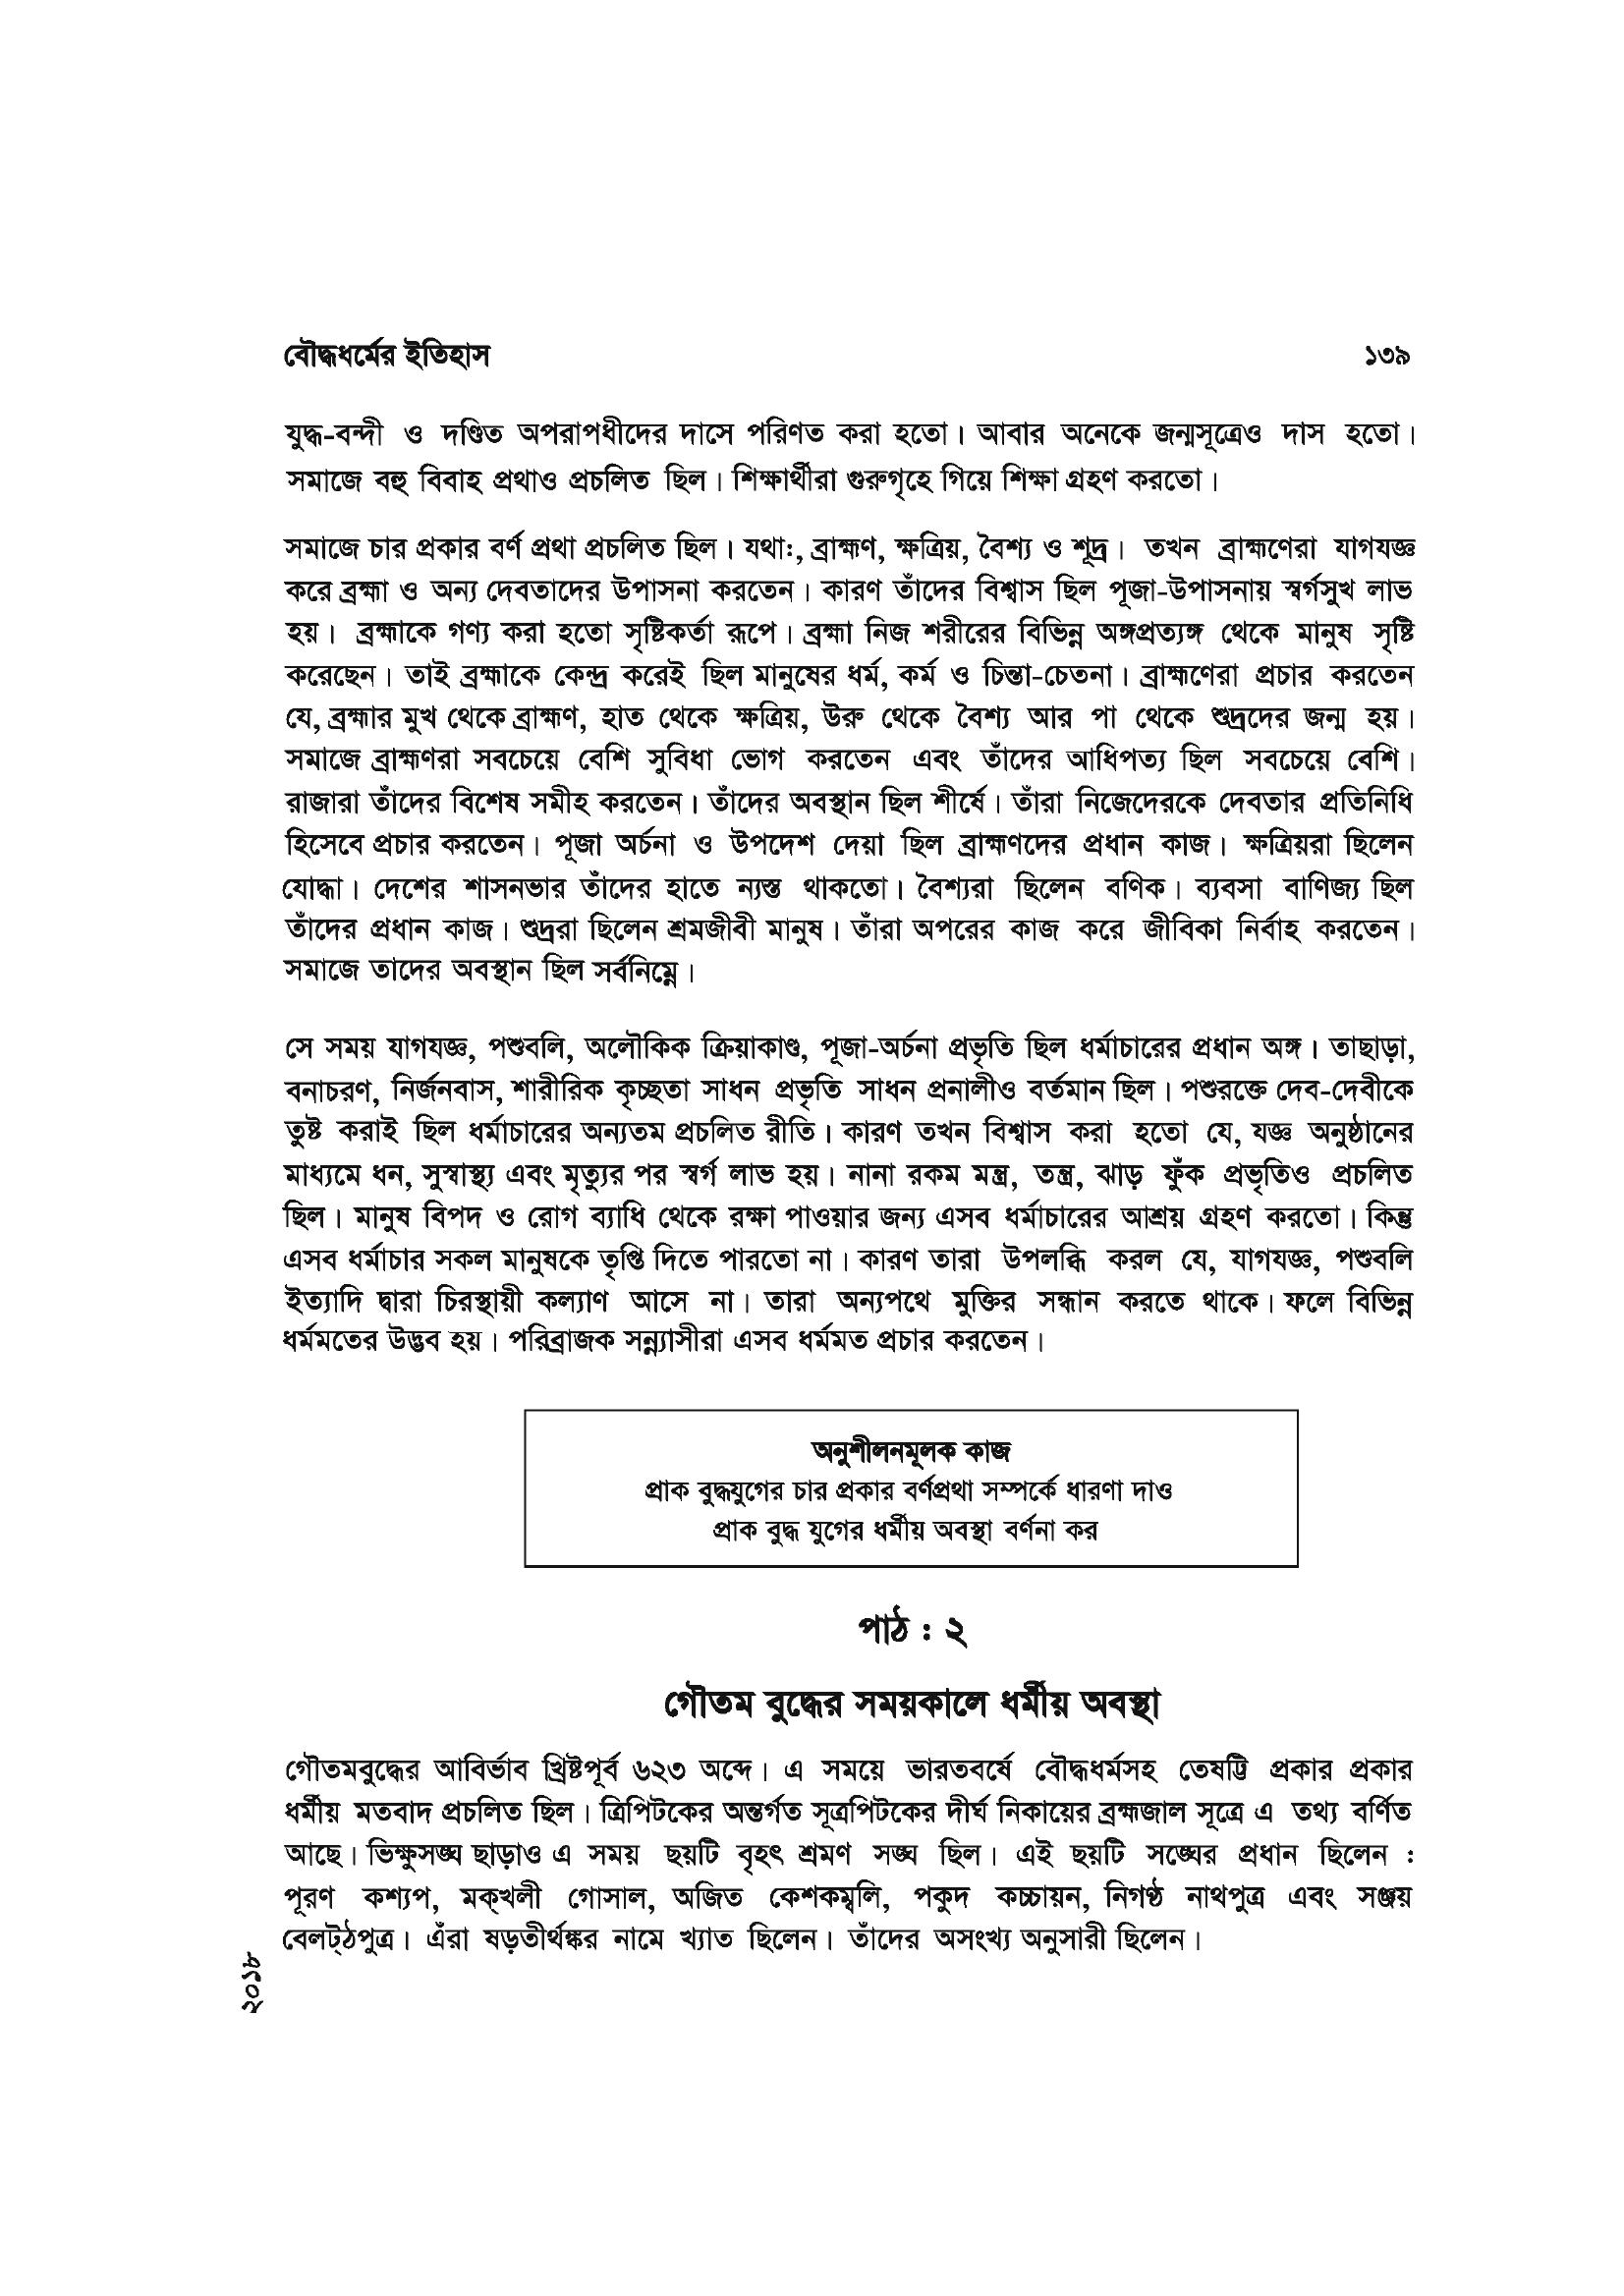 বৌদ্ধধর্মের ইতিহাস ১৩৯
যুদ্ধ-বন্দী ও দণ্ডিত অপরাপধীদের দাসে পরিণত করা হতো। আবার অনেকে জন্মসূত্রেও দাস হতো।
সমাজে বহু বিবাহ প্রথাও প্রচলিত ছিল। শিক্ষার্থীরা গুরুগৃহে গিয়ে শিক্ষা গ্রহণ করতো।
সমাজে চার প্রকার বর্ণ প্রথা প্রচলিত ছিল। যথা:, ব্রাহ্মণ, ক্ষত্রিয়, বৈশ্য ও শূদ্র। তখন ব্রাহ্মণেরা যাগযজ্ঞ
করে ব্রহ্মা ও অন্য দেবতাদের উপাসনা করতেন। কারণ তাঁদের বিশ্বাস ছিল পূজা-উপাসনায় স্বর্গসুখ লাভ
হয়। ব্রহ্মাকে গণ্য করা হতো সৃষ্টিকর্তা রূপে। ব্রহ্মা নিজ শরীরের বিভিন্ন অঙ্গপ্রত্যঙ্গ থেকে মানুষ সৃষ্টি
করেছেন। তাই ব্রহ্মাকে কেন্দ্র করেই ছিল মানুষের ধর্ম, কর্ম ও চিন্তা-চেতনা। ব্রাহ্মণেরা প্রচার করতেন
যে, ব্রহ্মার মুখ থেকে ব্রাহ্মণ, হাত থেকে ক্ষত্রিয়, উরু থেকে বৈশ্য আর পা থেকে শুদ্রদের জন্ম হয়।
সমাজে ব্রাহ্মণরা সবচেয়ে বেশি সুবিধা ভোগ করতেন এবং তাঁদের আধিপত্য ছিল সবচেয়ে বেশি।
রাজারা তাঁদের বিশেষ সমীহ করতেন। তাঁদের অবস্থান ছিল শীর্ষে। তাঁরা নিজেদেরকে দেবতার প্রতিনিধি
হিসেবে প্রচার করতেন। পূজা অর্চনা ও উপদেশ দেয়া ছিল ব্রাহ্মণদের প্রধান কাজ। ক্ষত্রিয়রা ছিলেন
যোদ্ধা। দেশের শাসনভার তাঁদের হাতে ন্যস্ত থাকতো। বৈশ্যরা ছিলেন বণিক। ব্যবসা বাণিজ্য ছিল
তাঁদের প্রধান কাজ। শুদ্ররা ছিলেন শ্রমজীবী মানুষ। তাঁরা অপরের কাজ করে জীবিকা নির্বাহ করতেন।
সমাজে তাদের অবস্থান ছিল সর্বনিম্নে।
সে সময় যাগযজ্ঞ, পশুবলি, অলৌকিক ক্রিয়াকাণ্ড, পূজা-অর্চনা প্রভৃতি ছিল ধর্মাচারের প্রধান অঙ্গ। তাছাড়া,
বনাচরণ, নির্জনবাস, শারীরিক কৃচ্ছতা সাধন প্রভৃতি সাধন প্রনালীও বর্তমান ছিল। পশুরক্তে দেব-দেবীকে
তুষ্ট করাই ছিল ধর্মাচারের অন্যতম প্রচলিত রীতি। কারণ তখন বিশ্বাস করা হতো যে, যজ্ঞ অনুষ্ঠানের
মাধ্যমে ধন, সুস্বাস্থ্য এবং মৃত্যুর পর স্বর্গ লাভ হয়। নানা রকম মন্ত্র, তন্ত্র, ঝাড় ফুঁক প্রভৃতিও প্রচলিত
ছিল। মানুষ বিপদ ও রোগ ব্যাধি থেকে রক্ষা পাওয়ার জন্য এসব ধর্মাচারের আশ্রয় গ্রহণ করতো। কিন্তু
এসব ধর্মাচার সকল মানুষকে তৃপ্তি দিতে পারতো না। কারণ তারা উপলব্ধি করল যে, যাগযজ্ঞ, পশুবলি
ইত্যাদি দ্বারা চিরস্থায়ী কল্যাণ আসে না। তারা অন্যপথে মুক্তির সন্ধান করতে থাকে। ফলে বিভিন্ন
ধর্মমতের উদ্ভব হয়। পরিব্রাজক সন্ন্যাসীরা এসব ধর্মমত প্রচার করতেন।
অনুশীলনমূলক কাজ
প্রাক বুদ্ধযুগের চার প্রকার বর্ণপ্রথা সম্পর্কে ধারণা দাও
প্রাক বুদ্ধ যুগের ধর্মীয় অবস্থা বর্ণনা কর
পাঠ : ২
গৌতম বুদ্ধের সময়কালে ধর্মীয় অবস্থা
গৌতমবুদ্ধের আবির্ভাব খ্রিষ্টপূর্ব ৬২৩ অব্দে। এ সময়ে ভারতবর্ষে বৌদ্ধধর্মসহ তেষট্টি প্রকার প্রকার
ধর্মীয় মতবাদ প্রচলিত ছিল। ত্রিপিটকের অন্তর্গত সূত্রপিটকের দীর্ঘ নিকায়ের ব্রহ্মজাল সূত্রে এ তথ্য বর্ণিত
আছে। ভিক্ষুসঙ্ঘ ছাড়াও এ সময় ছয়টি বৃহৎ শ্রমণ সঙ্ঘ ছিল। এই ছয়টি সঙ্ঘের প্রধান ছিলেন :
পূরণ কশ্যপ, মক্খলী গোসাল, অজিত কেশকম্বলি, পকুদ কচ্চায়ন, নিগণ্ঠ নাথপুত্র এবং সঞ্জয়
বেলট্ঠপুত্র। এঁরা ষড়তীর্থঙ্কর নামে খ্যাত ছিলেন। তাঁদের অসংখ্য অনুসারী ছিলেন।
২০১৮